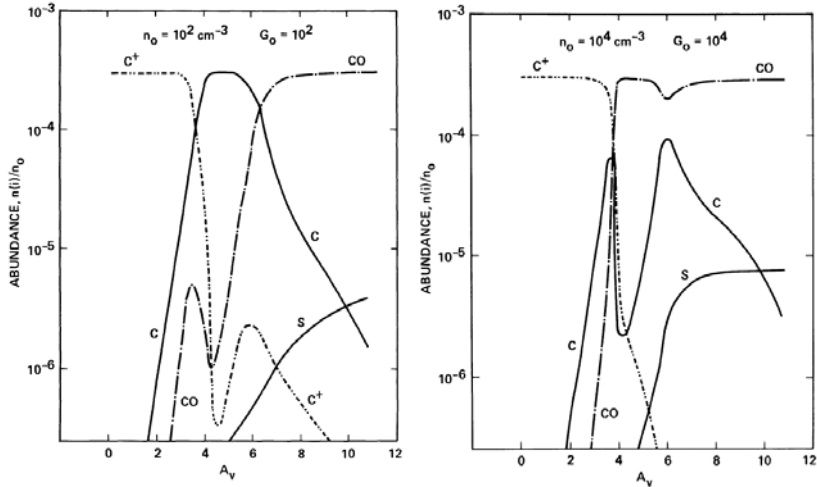 n₀ = 10² cm⁻³ G₀ = 10²
10⁻³
10⁻⁴
10⁻⁵
10⁻⁶
ABUNDANCE, n(i)/n₀
C⁺
CO
C
C
S
CO
C⁺
0 2 4 6 8 10 12
Aᵥ
n₀ = 10⁴ cm⁻³ G₀ = 10⁴
10⁻³
10⁻⁴
10⁻⁵
10⁻⁶
ABUNDANCE, n(i)/n₀
C⁺
CO
C
S
C
CO
0 2 4 6 8 10 12
Aᵥ